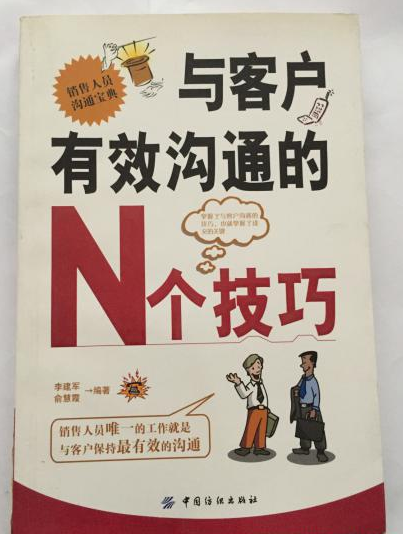 销售人员
沟通宝典
与客户
有效沟通的
掌握了与客户沟通的
技巧，也就掌握了成
交的关键
N个技巧
李建军
俞慧霞
→编著
销售人员唯一的工作就是
与客户保持最有效的沟通
中国纺织出版社